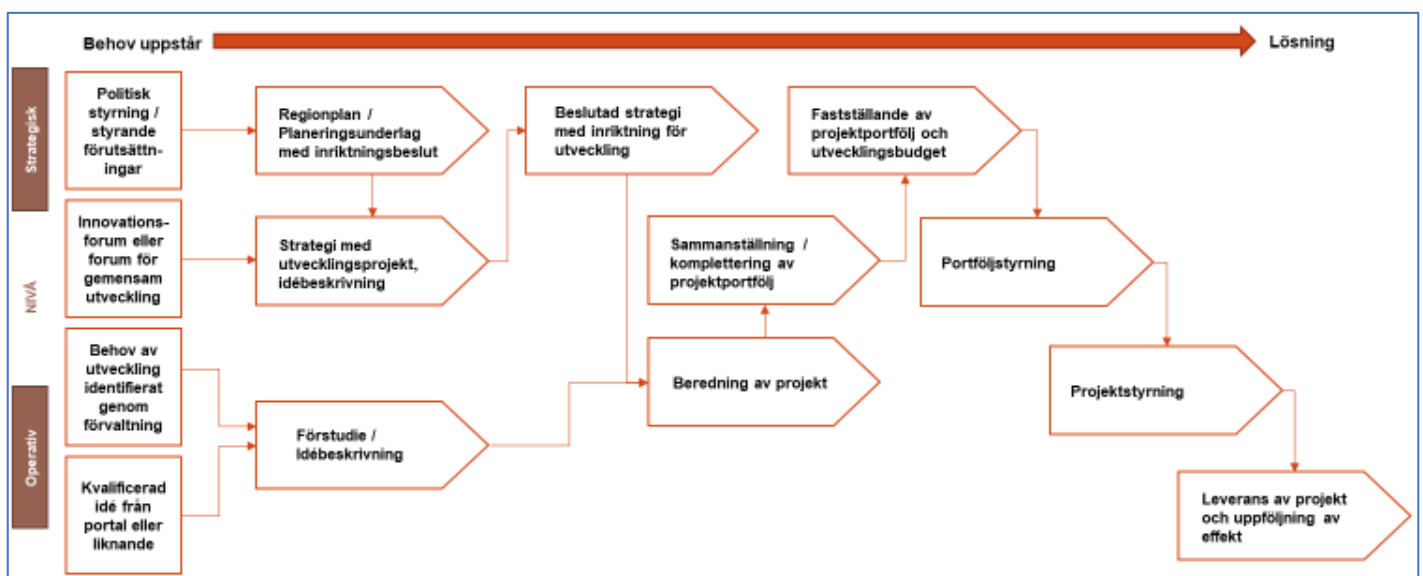 Behov uppstår
Lösning
Strategisk
NIVÅ
Operativ
Politisk
styrning /
styrande
förutsättn-
ingar
Regionplan /
Planeringsunderlag
med inriktningsbeslut
Beslutad strategi
med inriktning för
utveckling
Fastställande av
projektportfölj och
utvecklingsbudget
Innovations-
forum eller
forum för
gemensam
utveckling
Strategi med
utvecklingsprojekt,
idébeskrivning
Sammanställning /
komplettering av
projektportfölj
Portföljstyrning
Behov av
utveckling
identifierat
genom
förvaltning
Förstudie /
Idébeskrivning
Beredning av projekt
Projektstyrning
Kvalificerad
idé från
portal eller
liknande
Leverans av projekt
och uppföljning av
effekt